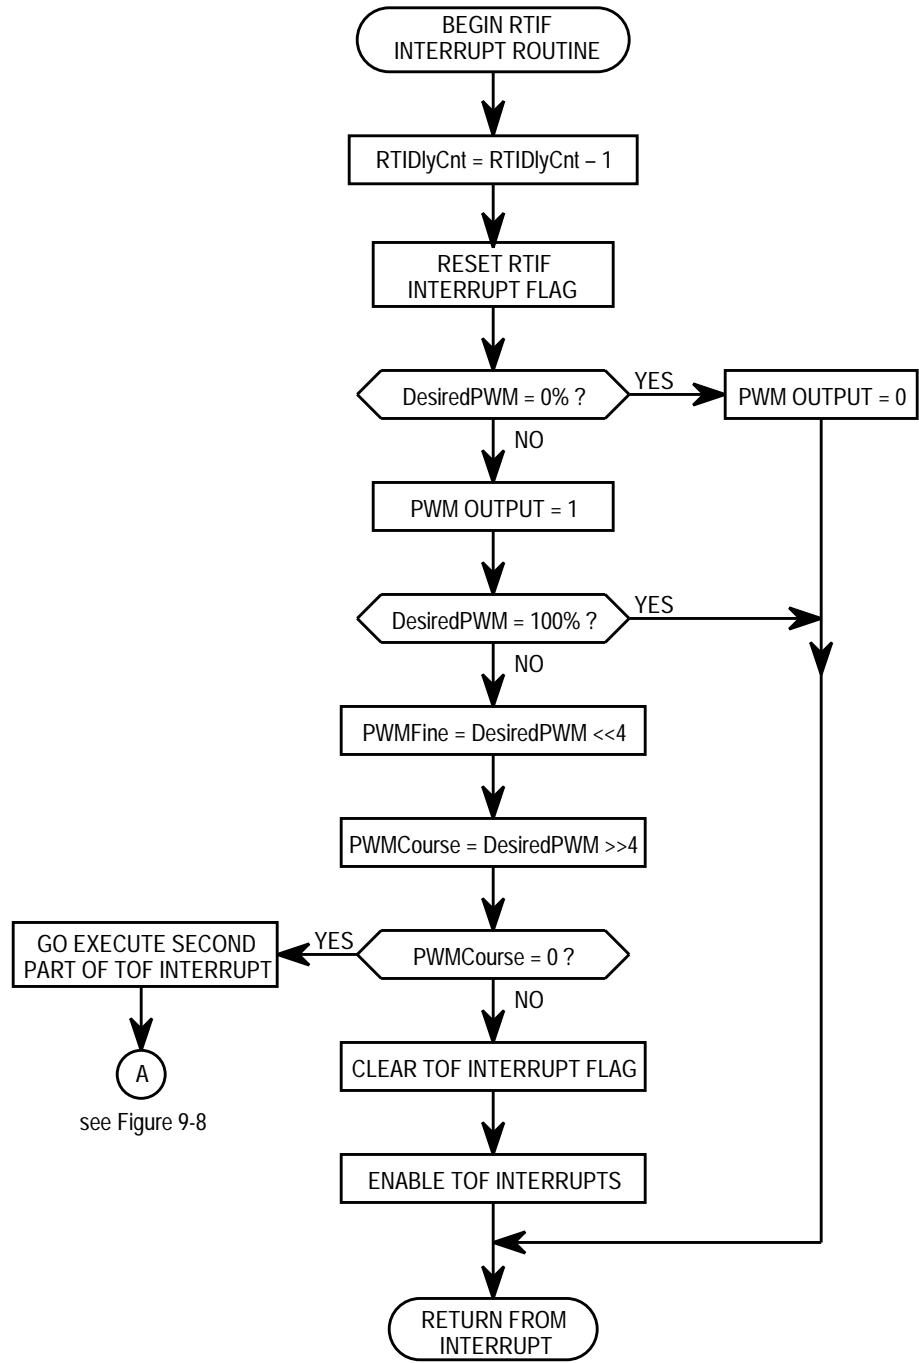 BEGIN RTIF
INTERRUPT ROUTINE
RTIDlyCnt = RTIDlyCnt – 1
RESET RTIF
INTERRUPT FLAG
DesiredPWM = 0% ?
YES
PWM OUTPUT = 0
NO
PWM OUTPUT = 1
DesiredPWM = 100% ?
YES
NO
PWMFine = DesiredPWM <<4
PWMCourse = DesiredPWM >>4
PWMCourse = 0 ?
YES
GO EXECUTE SECOND
PART OF TOF INTERRUPT
A
see Figure 9-8
NO
CLEAR TOF INTERRUPT FLAG
ENABLE TOF INTERRUPTS
RETURN FROM
INTERRUPT